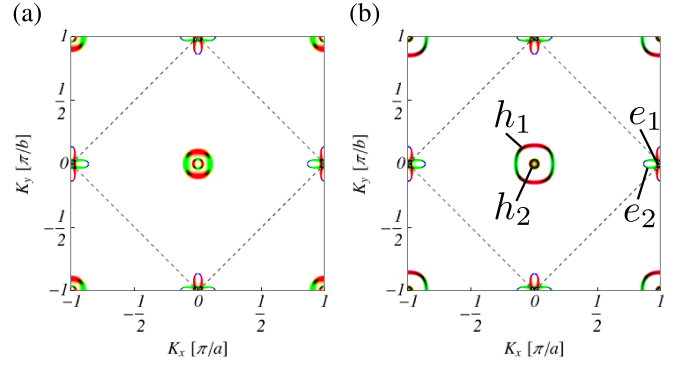 (a)
(b)
1
1/2
0
-1/2
-1
K_y [π/b]
-1
-1/2
0
1/2
1
K_x [π/a]
1
1/2
0
-1/2
-1
K_y [π/b]
-1
-1/2
0
1/2
1
K_x [π/a]
h_1
h_2
e_1
e_2